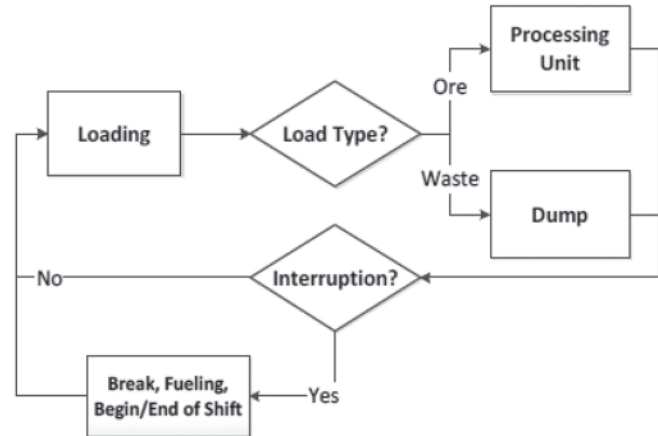 Processing
Unit
Ore
Loading
Load Type?
Waste
Dump
Interruption?
No
Break, Fueling,
Begin/End of Shift
Yes